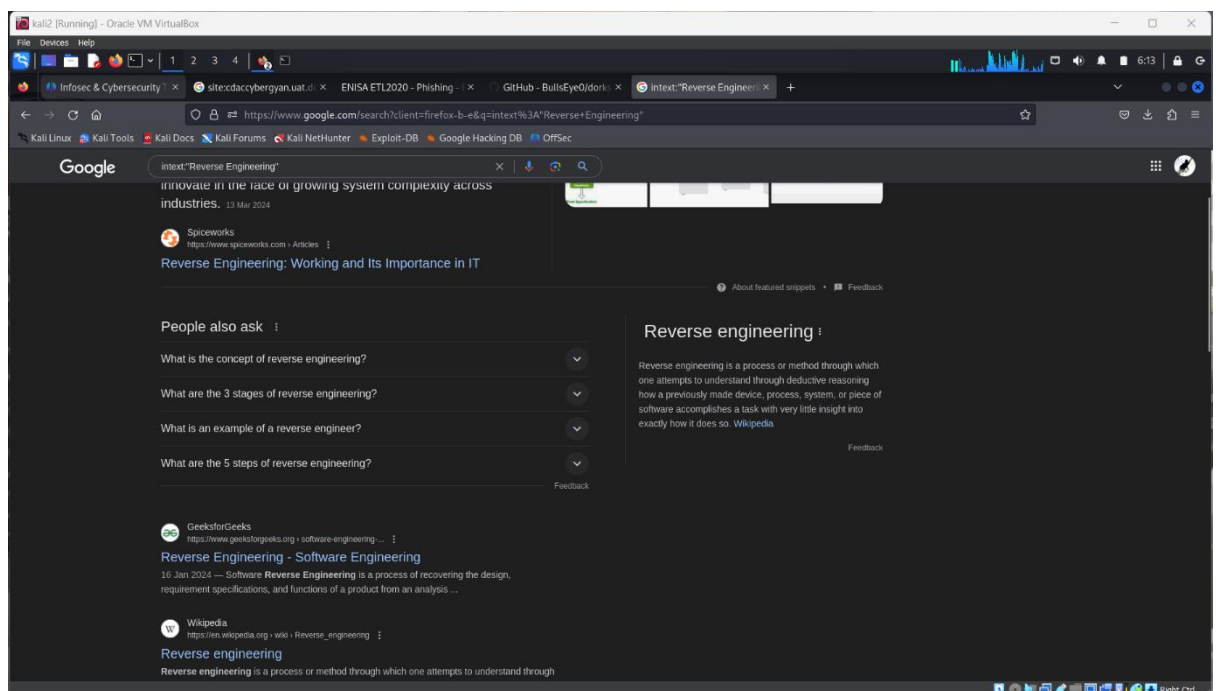 kali2 [Running] - Oracle VM VirtualBox
File Devices Help
1 2 3 4
6:13
Infosec & Cybersecurity T
site:cdaccybergyan.uat.d
ENISA ETL2020 - Phishing -
GitHub - BullsEye0/dorks
intext:"Reverse Engineeri
https://www.google.com/search?client=firefox-b-e&q=intext%3A"Reverse+Engineering"
Kali Linux Kali Tools Kali Docs Kali Forums Kali NetHunter Exploit-DB Google Hacking DB OffSec
Google
intext:"Reverse Engineering"
innovate in the face of growing system complexity across
industries. 13 Mar 2024
Spiceworks
https://www.spiceworks.com › Articles
Reverse Engineering: Working and Its Importance in IT
About featured snippets • Feedback
People also ask
What is the concept of reverse engineering?
What are the 3 stages of reverse engineering?
What is an example of a reverse engineer?
What are the 5 steps of reverse engineering?
Feedback
Reverse engineering
Reverse engineering is a process or method through which
one attempts to understand through deductive reasoning
how a previously made device, process, system, or piece of
software accomplishes a task with very little insight into
exactly how it does so. Wikipedia
Feedback
GeeksforGeeks
https://www.geeksforgeeks.org › software-engineering-...
Reverse Engineering - Software Engineering
16 Jan 2024 — Software Reverse Engineering is a process of recovering the design,
requirement specifications, and functions of a product from an analysis ...
Wikipedia
https://en.wikipedia.org › wiki › Reverse_engineering
Reverse engineering
Reverse engineering is a process or method through which one attempts to understand through
Right Ctrl